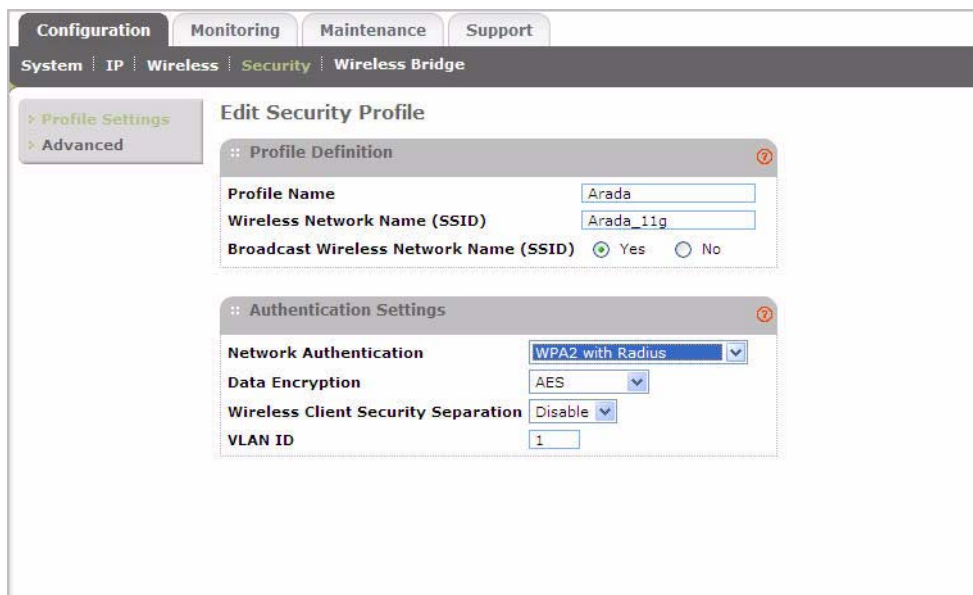 Configuration Monitoring Maintenance Support
System IP Wireless Security Wireless Bridge
Profile Settings
Advanced
Edit Security Profile
Profile Definition
Profile Name Arada
Wireless Network Name (SSID) Arada_11g
Broadcast Wireless Network Name (SSID) Yes No
Authentication Settings
Network Authentication WPA2 with Radius
Data Encryption AES
Wireless Client Security Separation Disable
VLAN ID 1